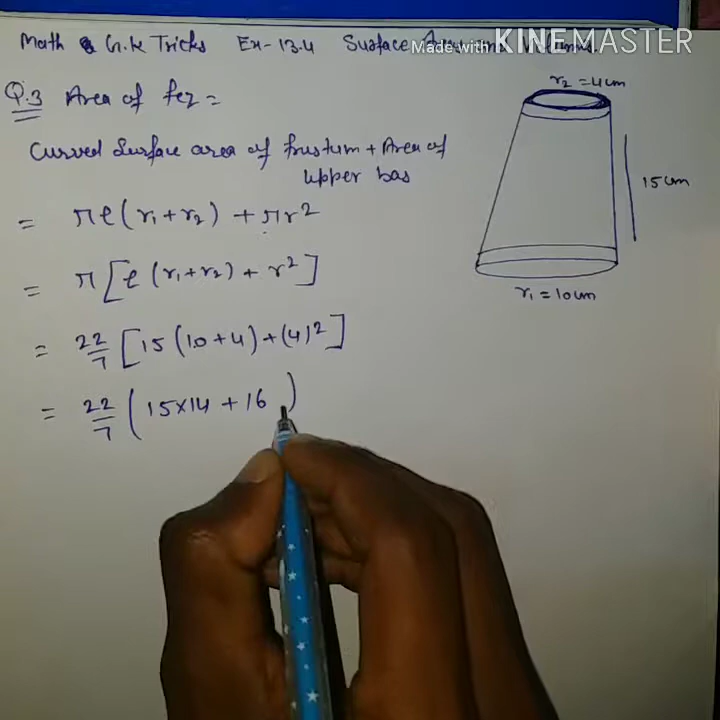 Math & G.K Tricks Ex-13.4 Surface
Made with KINEMASTER
Q.3 Area of fez =
Curved Surface area of frustum + Area of
upper bas
= πl(r₁+r₂) + πr²
= π[l(r₁+r₂) + r²]
= 22/7 [15(10+4)+(4)²]
= 22/7 (15×14 + 16)
r₂ = 4cm
15cm
r₁ = 10cm